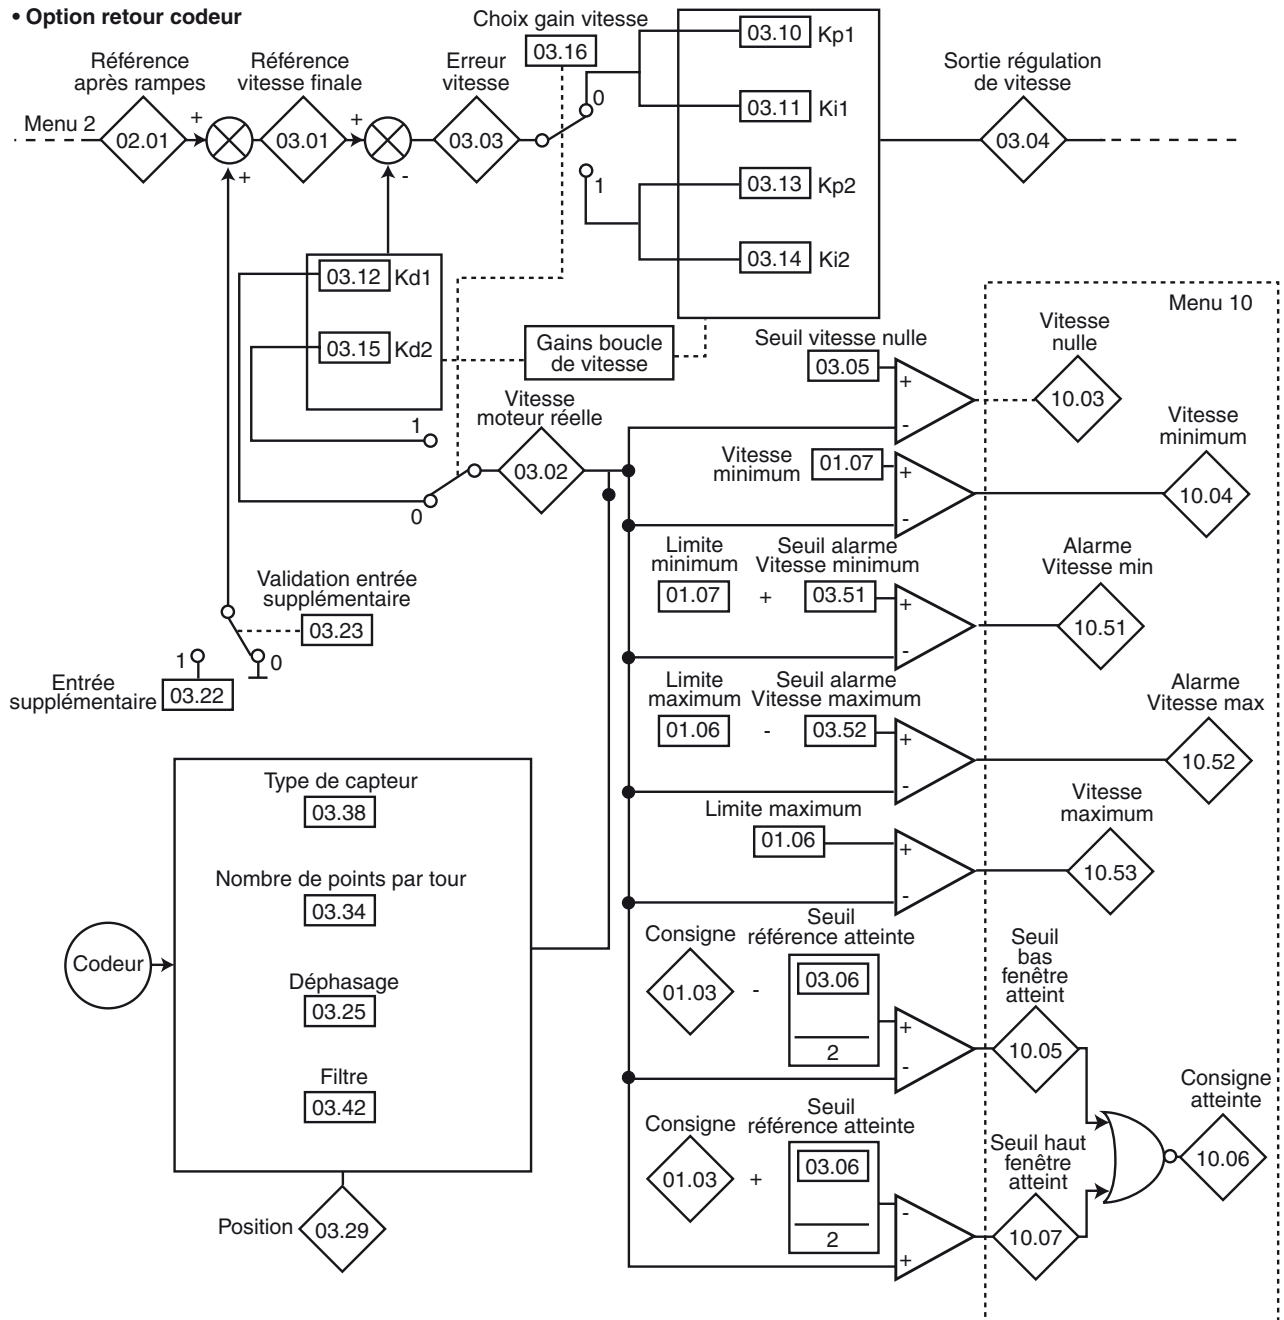 • Option retour codeur
Choix gain vitesse
03.16
Référence
après rampes
Référence
vitesse finale
Erreur
vitesse
Sortie régulation
de vitesse
Menu 2
02.01
+
+
03.01
+
-
03.03
0
1
03.10 Kp1
03.11 Ki1
03.13 Kp2
03.14 Ki2
03.04
03.12 Kd1
03.15 Kd2
Gains boucle
de vitesse
1
0
Vitesse
moteur réelle
03.02
Menu 10
Seuil vitesse nulle
03.05
+
-
Vitesse
nulle
10.03
Vitesse
minimum
01.07
+
-
Vitesse
minimum
10.04
Limite
minimum
01.07
+
Seuil alarme
Vitesse minimum
03.51
+
-
Alarme
Vitesse min
10.51
Validation entrée
supplémentaire
03.23
1
0
Entrée
supplémentaire
03.22
Limite
maximum
01.06
-
Seuil alarme
Vitesse maximum
03.52
+
-
Alarme
Vitesse max
10.52
Limite maximum
01.06
+
-
Vitesse
maximum
10.53
Codeur
Type de capteur
03.38
Nombre de points par tour
03.34
Déphasage
03.25
Filtre
03.42
Position
03.29
Consigne
01.03
-
Seuil
référence atteinte
03.06
2
+
-
Seuil
bas
fenêtre
atteint
10.05
Consigne
01.03
+
Seuil
référence atteinte
03.06
2
-
+
Seuil haut
fenêtre
atteint
10.07
Consigne
atteinte
10.06